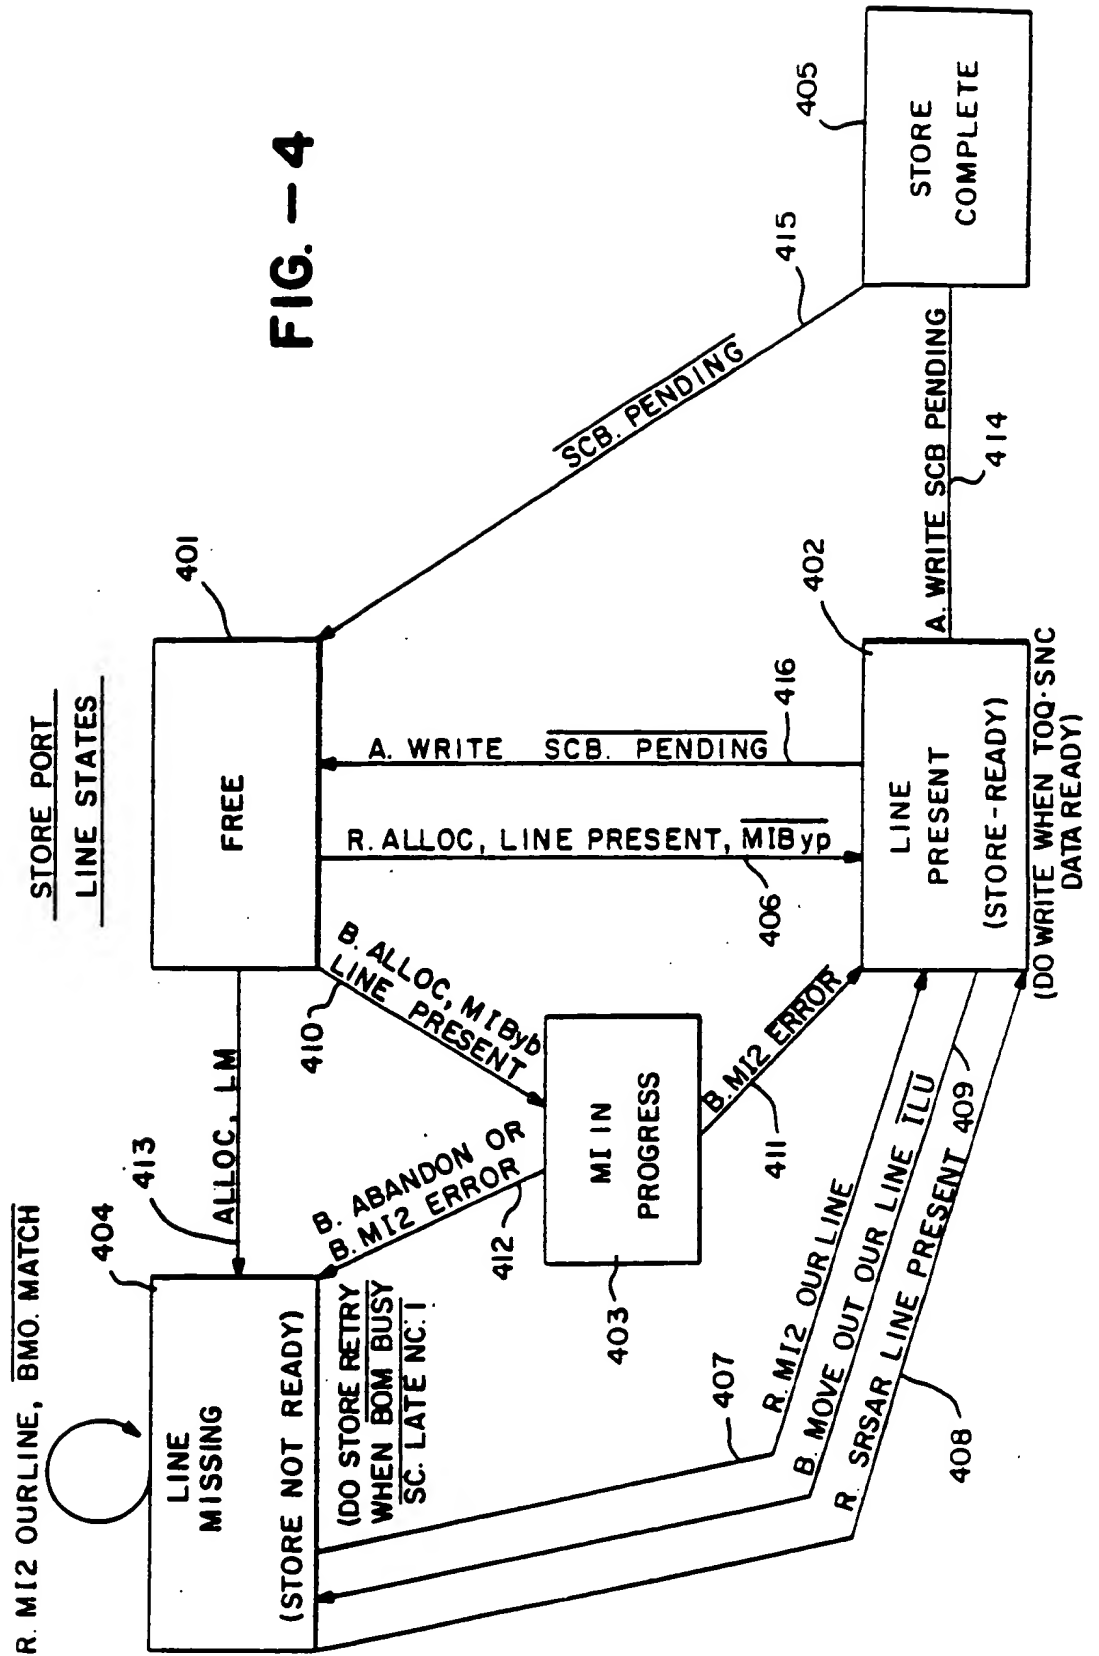 FIG. — 4
STORE PORT
LINE STATES
R. MI2 OURLINE, BMO. MATCH
404
LINE
MISSING
(STORE NOT READY)
(DO STORE RETRY
WHEN BOM BUSY
SC. LATE NC. 1
413
ALLOC, LM
401
FREE
410
B. ALLOC, MIByb
LINE PRESENT
B. ABANDON OR
B. MI2 ERROR
412
MI IN
PROGRESS
403
B. MI2 ERROR
411
A. WRITE SCB. PENDING
416
R. ALLOC, LINE PRESENT, MIByp
406
402
LINE
PRESENT
(STORE-READY)
(DO WRITE WHEN TOQ·SNC
DATA READY)
407
R. MI2 OUR LINE
B. MOVE OUT OUR LINE ILU
409
R. SRSAR LINE PRESENT
408
SCB. PENDING
415
A. WRITE SCB PENDING
414
405
STORE
COMPLETE